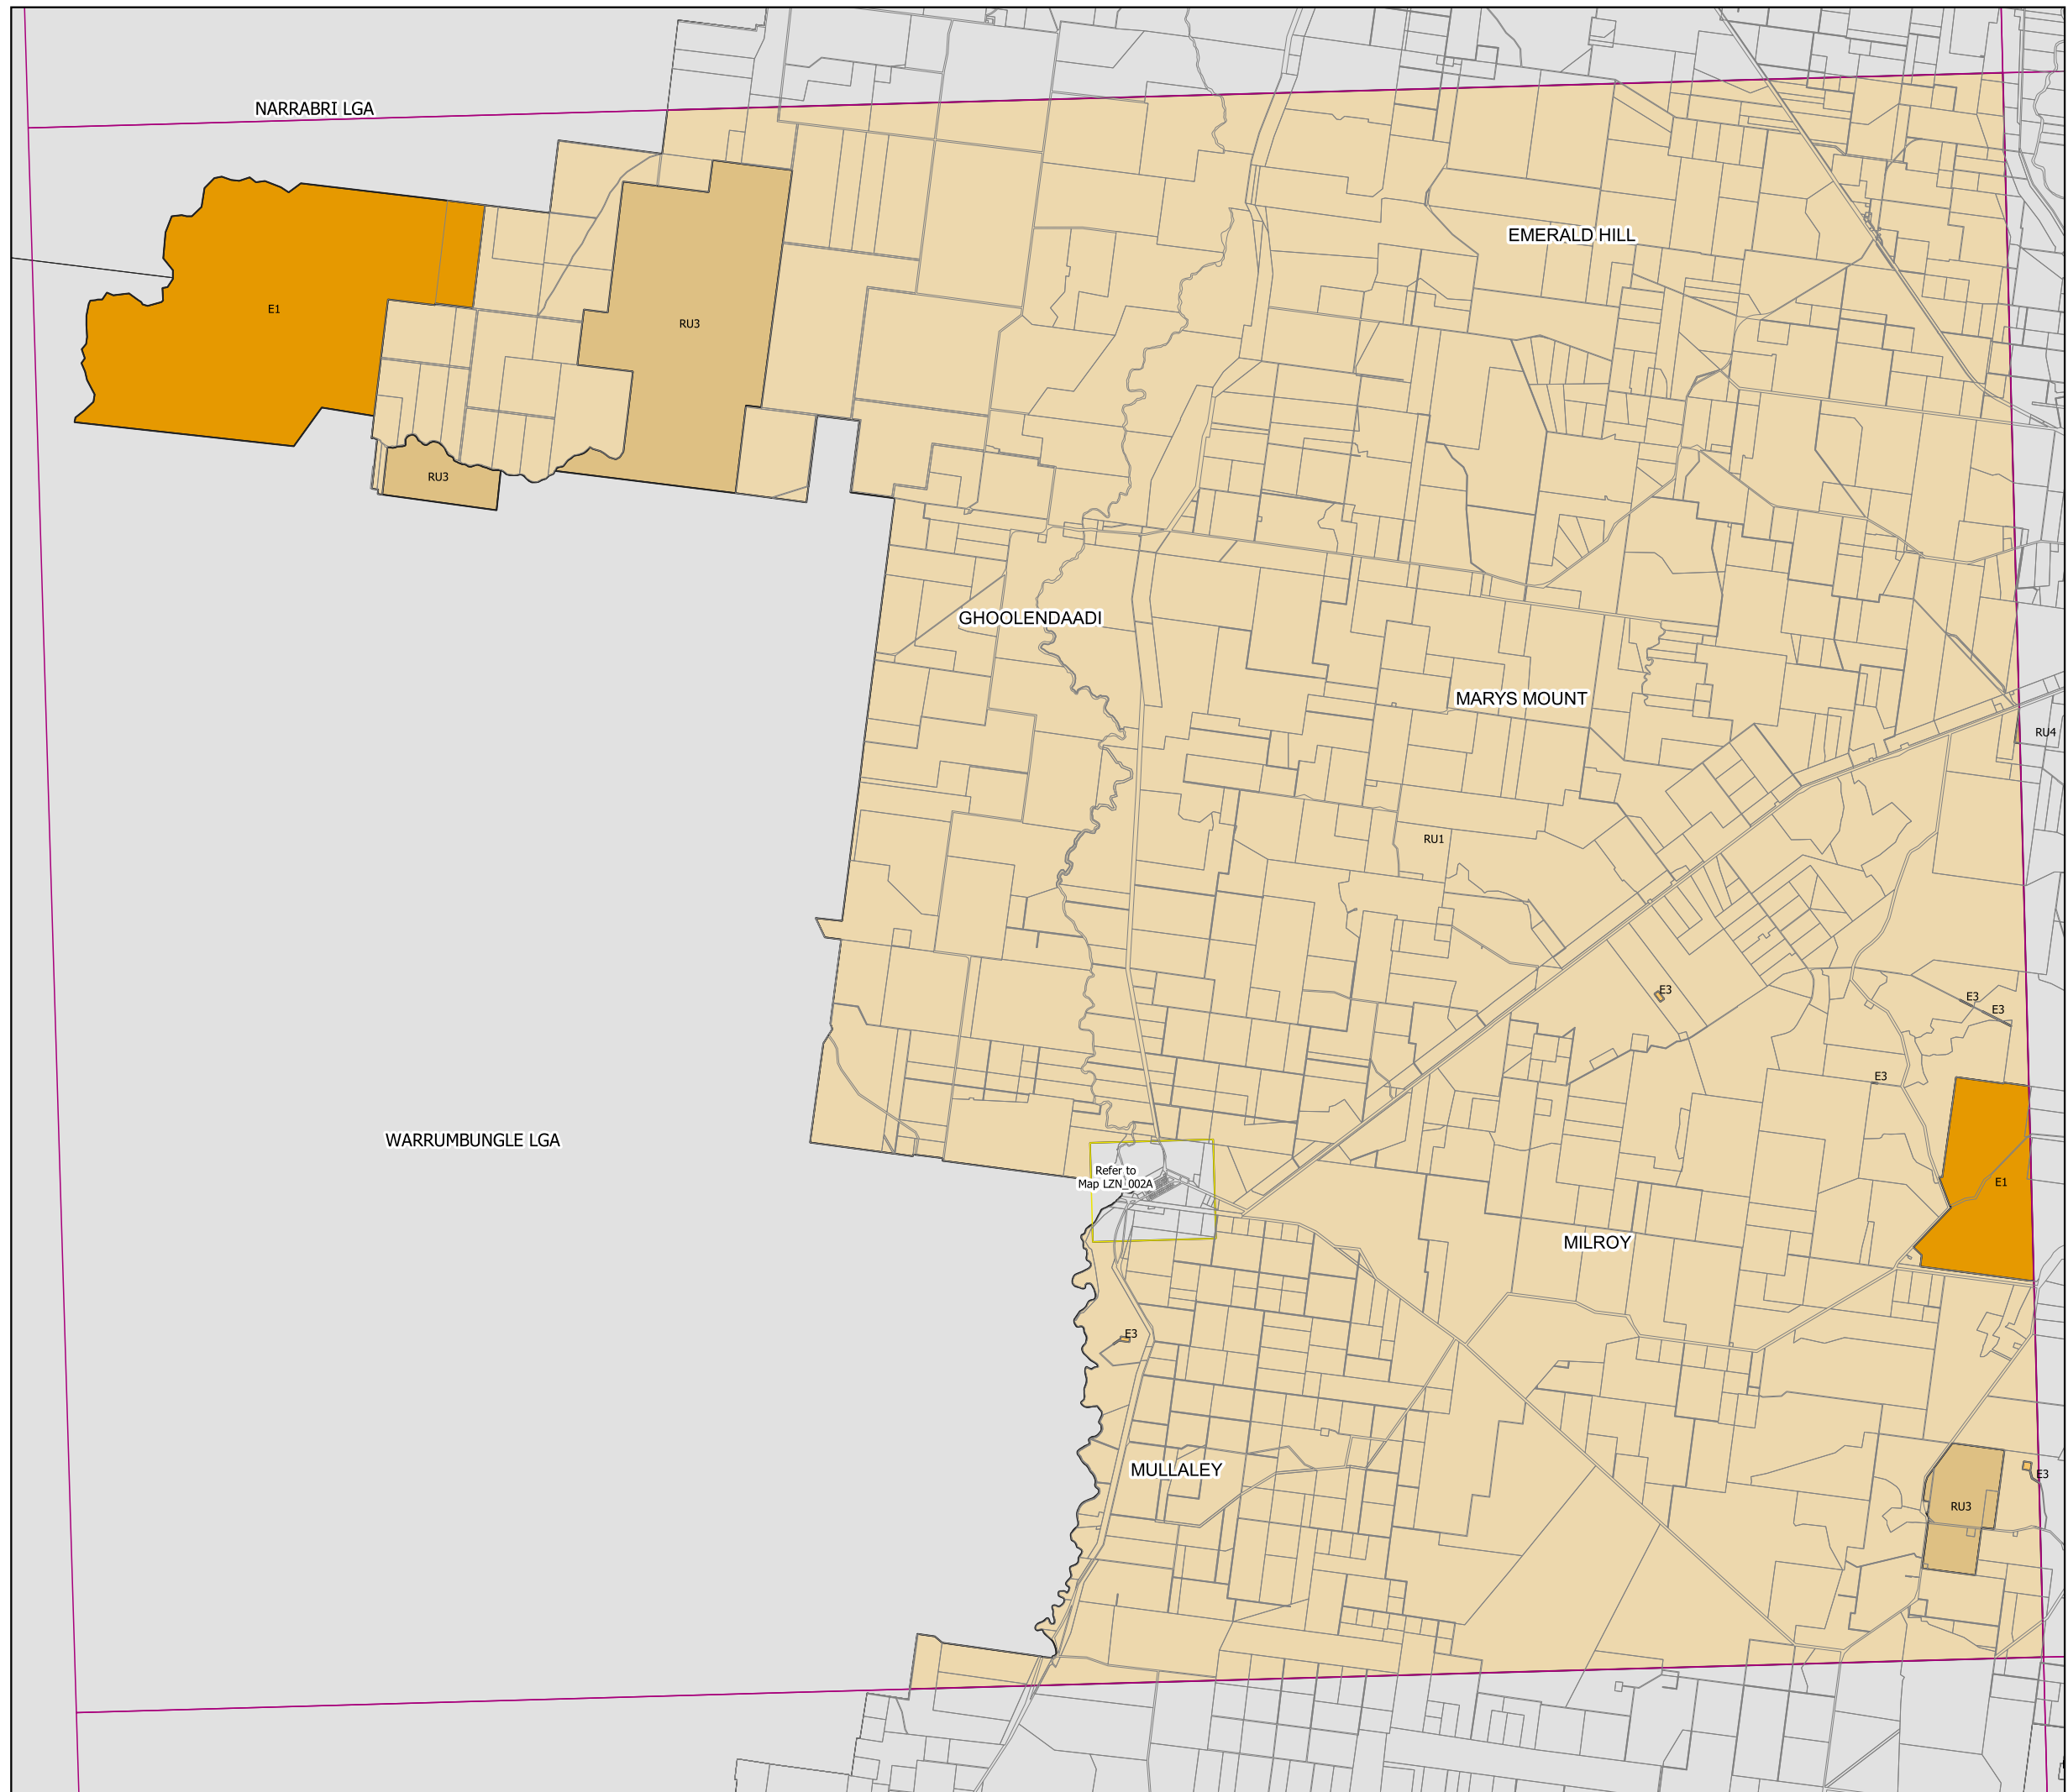 NARRABRI LGA
EMERALD HILL
E1
RU3
RU3
GHOOLENDAADI
MARYS MOUNT
RU4
RU1
E3
E3
E3
E3
WARRUMBUNGLE LGA
Refer to
Map LZN_002A
E1
MILROY
E3
MULLALEY
E3
RU3